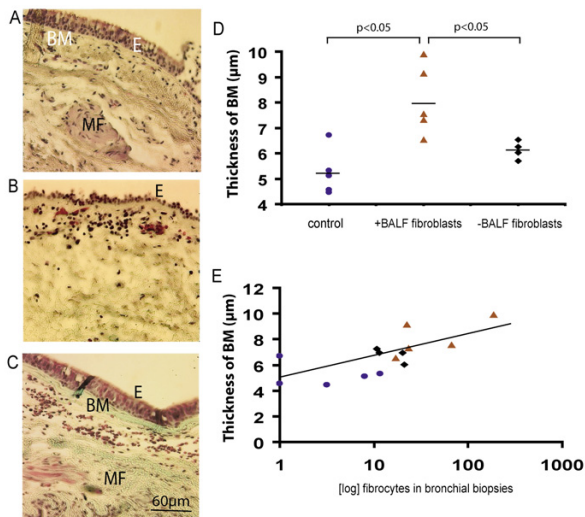 A
BM
E
MF
B
E
C
E
BM
MF
60µm
D
p<0.05
p<0.05
Thickness of BM (µm)
10
9
8
7
6
5
4
control
+BALF fibroblasts
-BALF fibroblasts
E
Thickness of BM (µm)
12
10
8
6
4
2
0
1
10
100
1000
[log] fibrocytes in bronchial biopsies